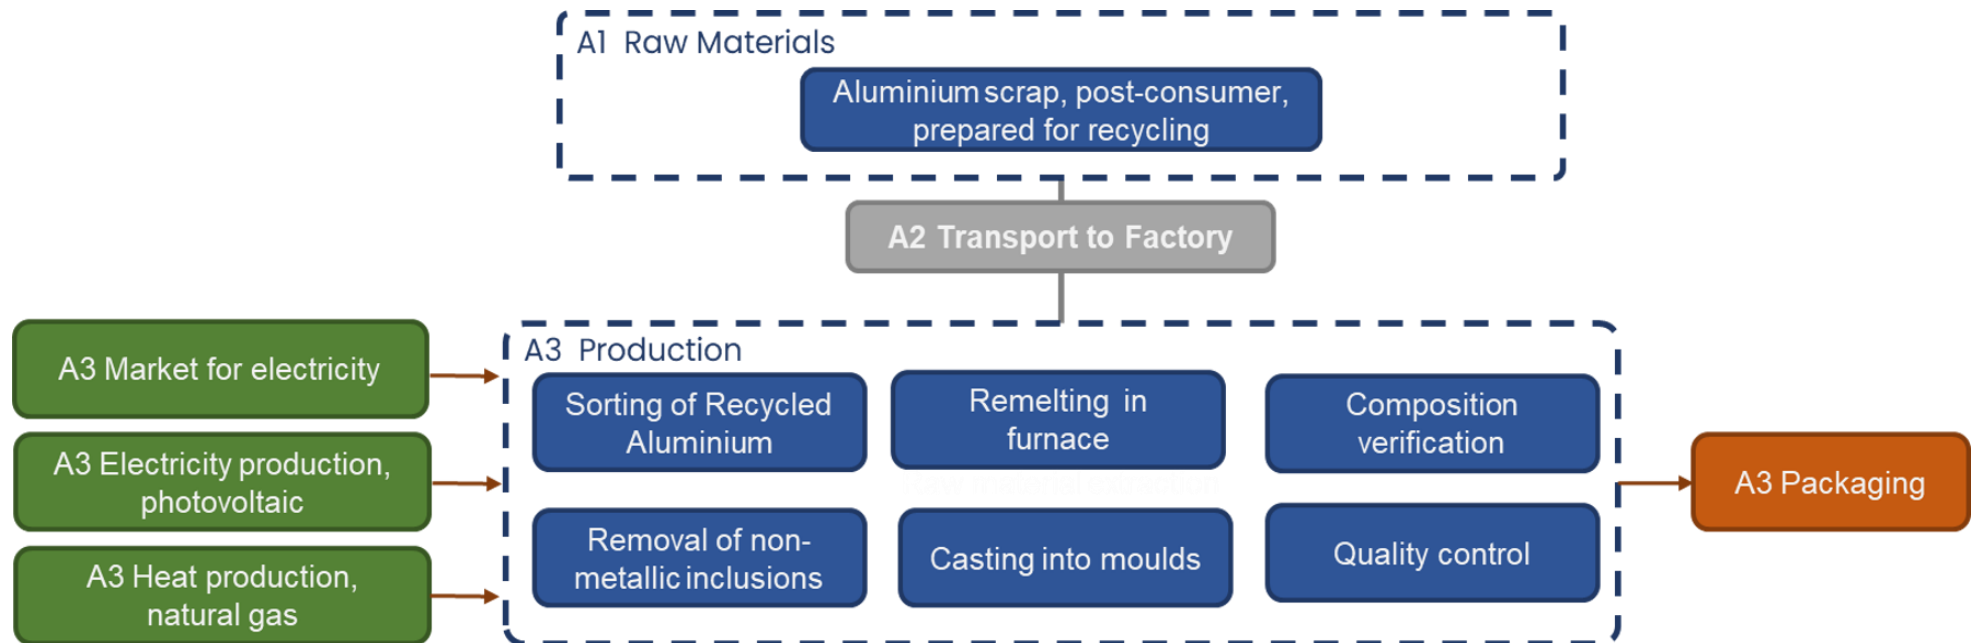 A1 Raw Materials
Aluminium scrap, post-consumer,
prepared for recycling
A2 Transport to Factory
A3 Market for electricity
A3 Electricity production,
photovoltaic
A3 Heat production,
natural gas
A3 Production
Sorting of Recycled
Aluminium
Remelting in
furnace
Composition
verification
Removal of non-
metallic inclusions
Casting into moulds
Quality control
A3 Packaging